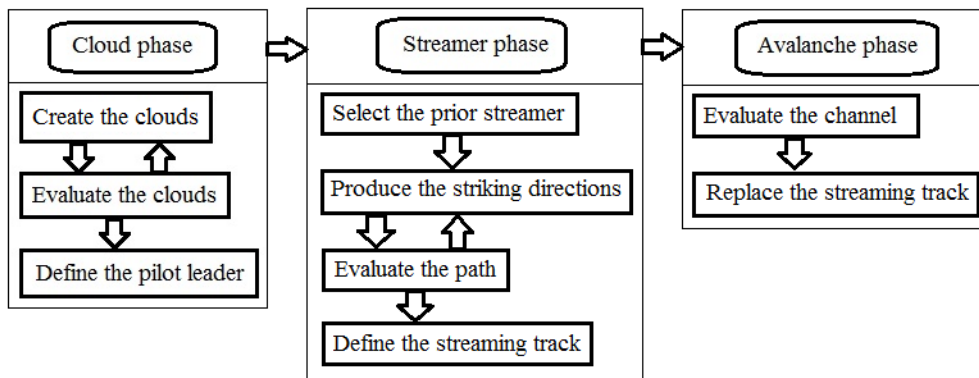 Cloud phase
Create the clouds
Evaluate the clouds
Define the pilot leader
Streamer phase
Select the prior streamer
Produce the striking directions
Evaluate the path
Define the streaming track
Avalanche phase
Evaluate the channel
Replace the streaming track